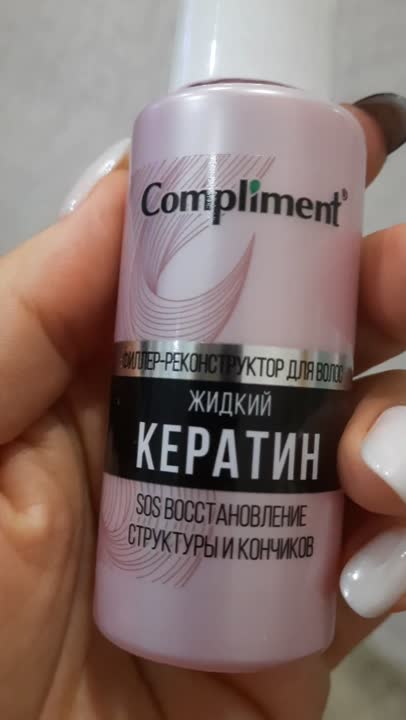 Compliment®
ФИЛЛЕР-РЕКОНСТРУКТОР ДЛЯ ВОЛОС
ЖИДКИЙ
КЕРАТИН
SOS ВОССТАНОВЛЕНИЕ
СТРУКТУРЫ И КОНЧИКОВ